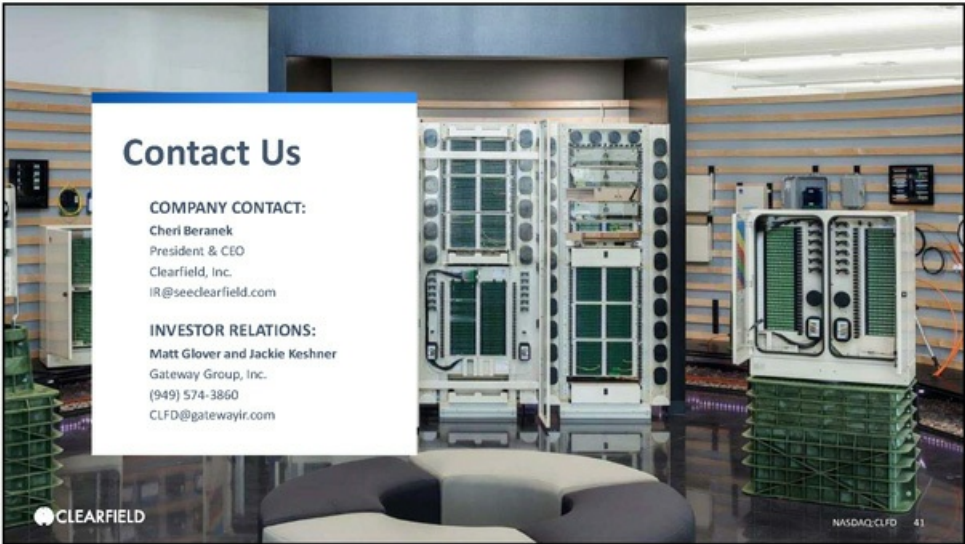 Contact Us
COMPANY CONTACT:
Cheri Beranek
President & CEO
Clearfield, Inc.
IR@seeclearfield.com
INVESTOR RELATIONS:
Matt Glover and Jackie Keshner
Gateway Group, Inc.
(949) 574-3860
CLFD@gatewayir.com
CLEARFIELD
NASDAQ:CLFD 41